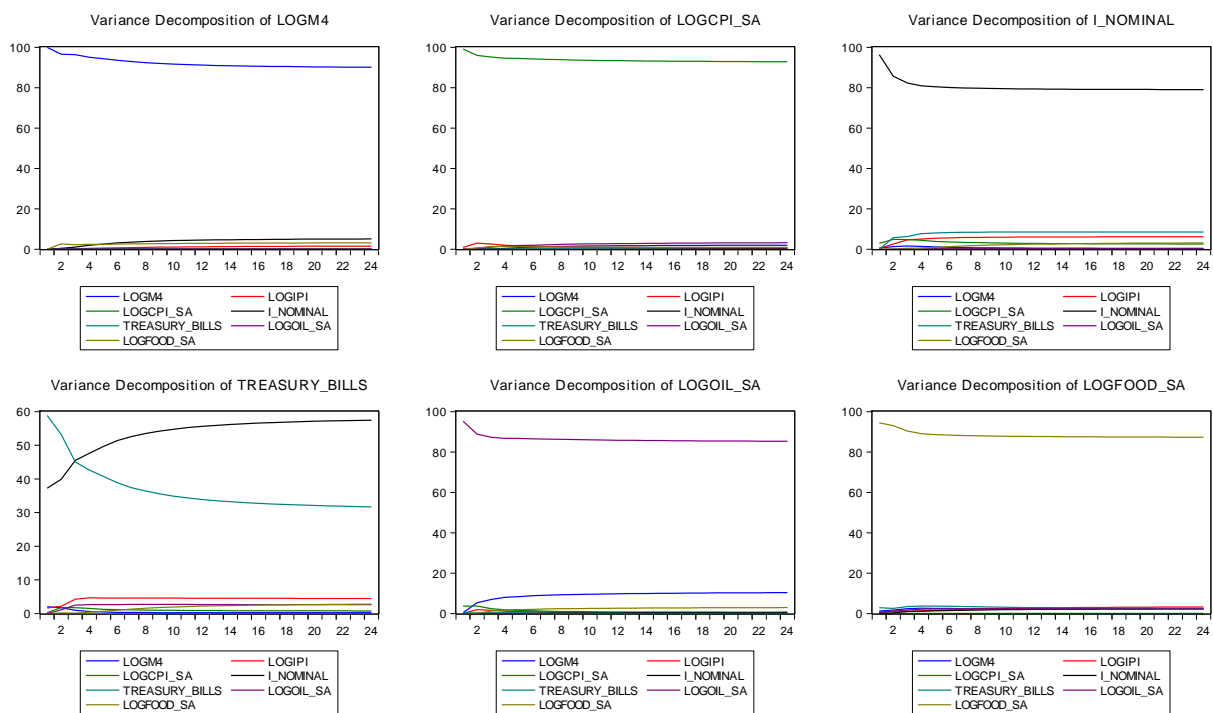 Variance Decomposition of LOGM4
100
80
60
40
20
0
2 4 6 8 10 12 14 16 18 20 22 24
LOGM4 LOGIPI
LOGCPI_SA I_NOMINAL
TREASURY_BILLS LOGOIL_SA
LOGFOOD_SA
Variance Decomposition of LOGCPI_SA
100
80
60
40
20
0
2 4 6 8 10 12 14 16 18 20 22 24
LOGM4 LOGIPI
LOGCPI_SA I_NOMINAL
TREASURY_BILLS LOGOIL_SA
LOGFOOD_SA
Variance Decomposition of I_NOMINAL
100
80
60
40
20
0
2 4 6 8 10 12 14 16 18 20 22 24
LOGM4 LOGIPI
LOGCPI_SA I_NOMINAL
TREASURY_BILLS LOGOIL_SA
LOGFOOD_SA
Variance Decomposition of TREASURY_BILLS
60
50
40
30
20
10
0
2 4 6 8 10 12 14 16 18 20 22 24
LOGM4 LOGIPI
LOGCPI_SA I_NOMINAL
TREASURY_BILLS LOGOIL_SA
LOGFOOD_SA
Variance Decomposition of LOGOIL_SA
100
80
60
40
20
0
2 4 6 8 10 12 14 16 18 20 22 24
LOGM4 LOGIPI
LOGCPI_SA I_NOMINAL
TREASURY_BILLS LOGOIL_SA
LOGFOOD_SA
Variance Decomposition of LOGFOOD_SA
100
80
60
40
20
0
2 4 6 8 10 12 14 16 18 20 22 24
LOGM4 LOGIPI
LOGCPI_SA I_NOMINAL
TREASURY_BILLS LOGOIL_SA
LOGFOOD_SA